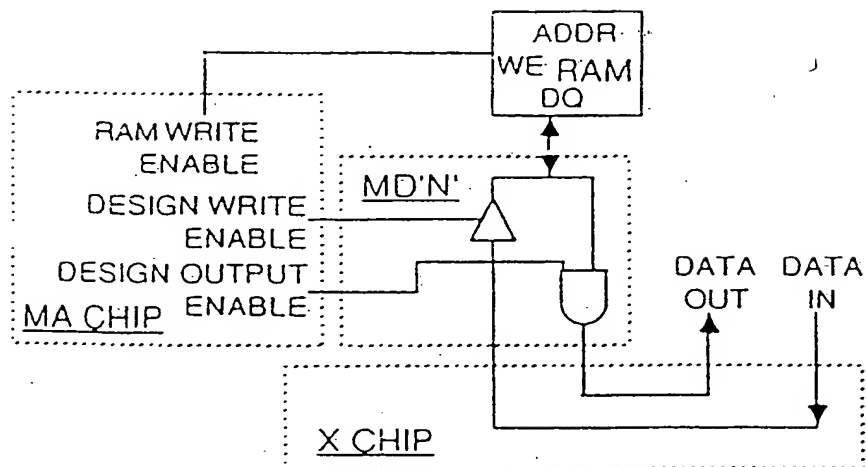 ADDR
WE RAM
DQ
RAM WRITE
ENABLE
MD'N'
DESIGN WRITE
ENABLE
DESIGN OUTPUT
ENABLE
MA CHIP
DATA
OUT
DATA
IN
X CHIP